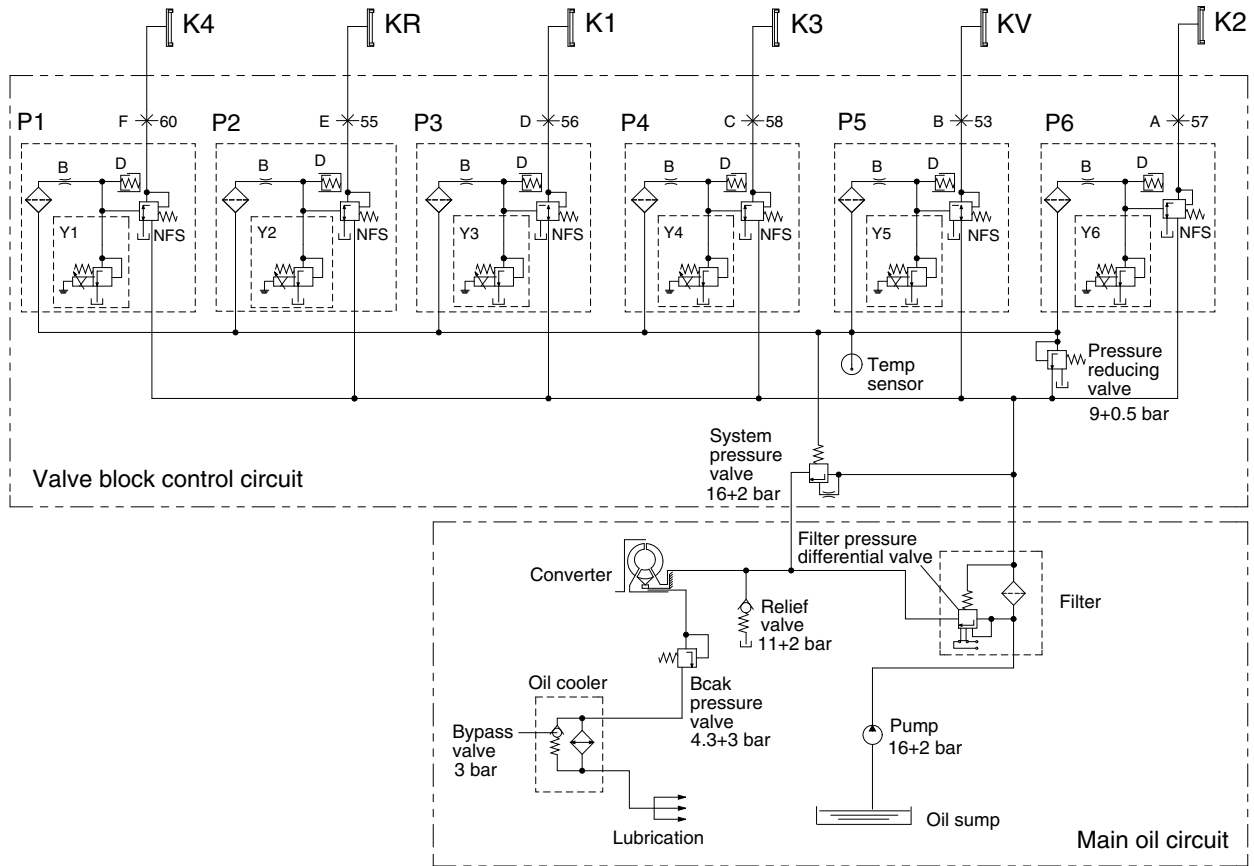 K4 KR K1 K3 KV K2
P1 F 60 P2 E 55 P3 D 56 P4 C 58 P5 B 53 P6 A 57
B D B D B D B D B D B D
Y1 NFS Y2 NFS Y3 NFS Y4 NFS Y5 NFS Y6 NFS
Temp
sensor
Pressure
reducing
valve
9+0.5 bar
System
pressure
valve
16+2 bar
Valve block control circuit
Filter pressure
differential valve
Converter
Relief
valve
11+2 bar
Filter
Oil cooler
Bcak
pressure
valve
4.3+3 bar
Bypass
valve
3 bar
Pump
16+2 bar
Lubrication
Oil sump
Main oil circuit